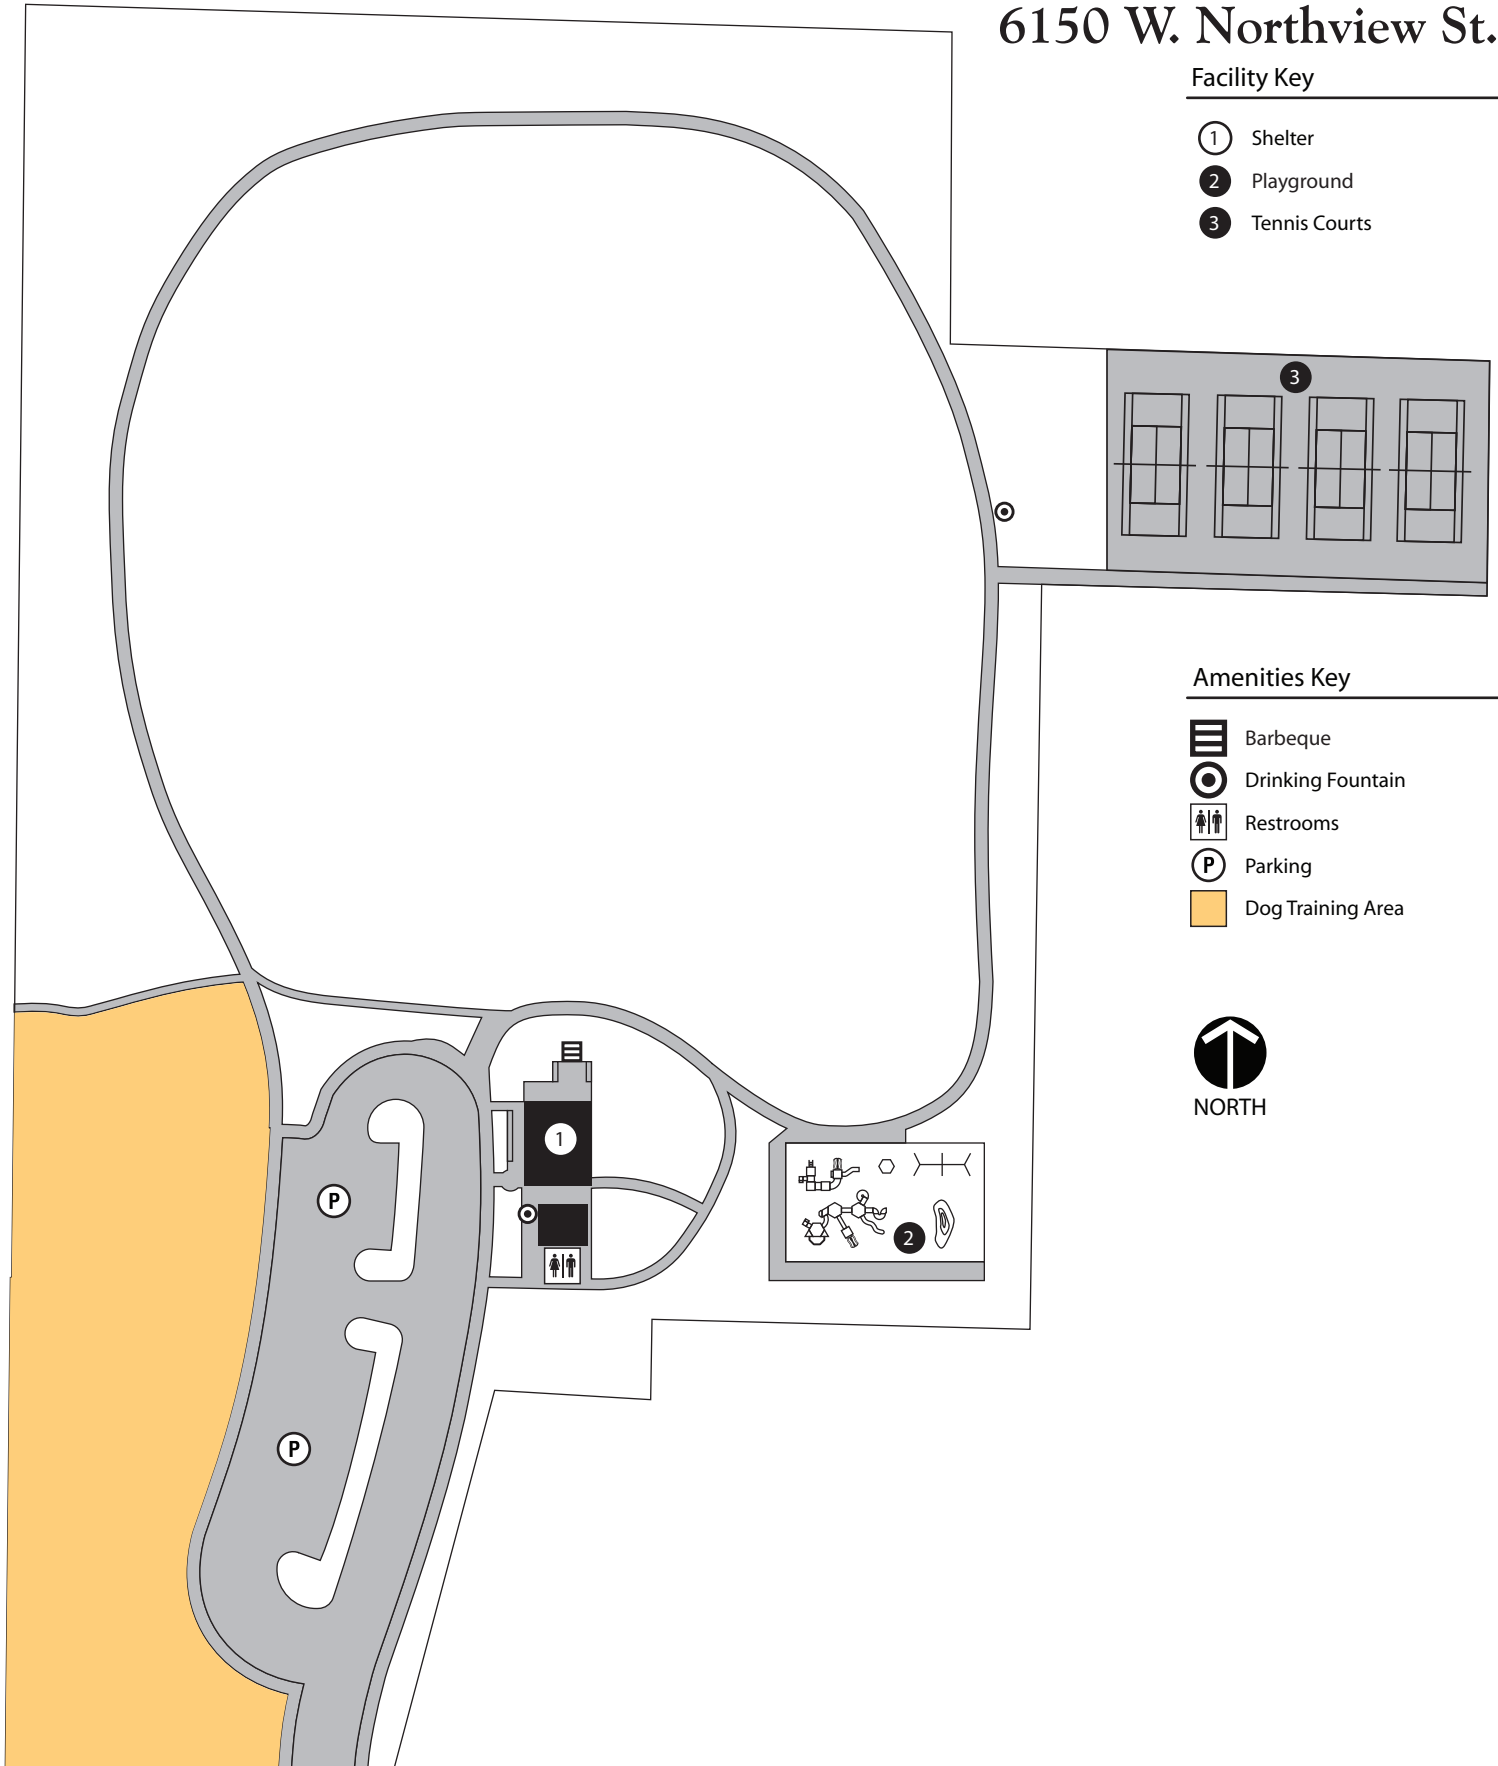 6150 W. Northview St.
Facility Key
1 Shelter
2 Playground
3 Tennis Courts
3
Amenities Key
Barbeque
Drinking Fountain
Restrooms
P Parking
Dog Training Area
NORTH
1
P
2
P